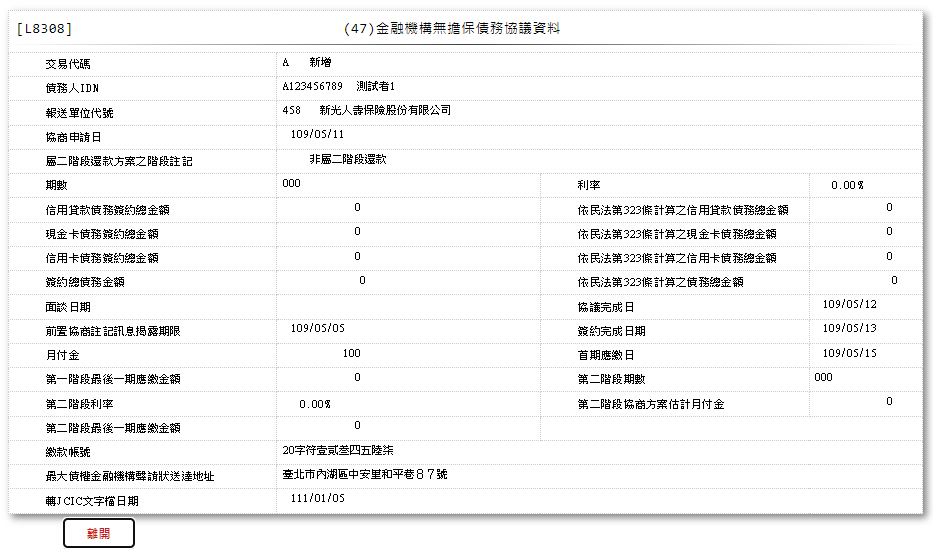 [L8308] (47)金融機構無擔保債務協議資料
交易代碼 A 新增
債務人IDN A123456789 測試者1
報送單位代號 458 新光人壽保險股份有限公司
協商申請日 109/05/11
屬二階段還款方案之階段註記 非屬二階段還款
期數 000 利率 0.00%
信用貸款債務簽約總金額 0 依民法第323條計算之信用貸款債務總金額 0
現金卡債務簽約總金額 0 依民法第323條計算之現金卡債務總金額 0
信用卡債務簽約總金額 0 依民法第323條計算之信用卡債務總金額 0
簽約總債務金額 0 依民法第323條計算之債務總金額 0
面談日期 協議完成日 109/05/12
前置協商註記訊息揭露期限 109/05/05 簽約完成日期 109/05/13
月付金 100 首期應繳日 109/05/15
第一階段最後一期應繳金額 0 第二階段期數 000
第二階段利率 0.00% 第二階段協商方案估計月付金 0
第二階段最後一期應繳金額 0
繳款帳號 20字符壹貳叁四五陸柒
最大債權金融機構聲請狀送達地址 臺北市內湖區中安里和平巷８７號
轉JCIC文字檔日期 111/01/05
離開